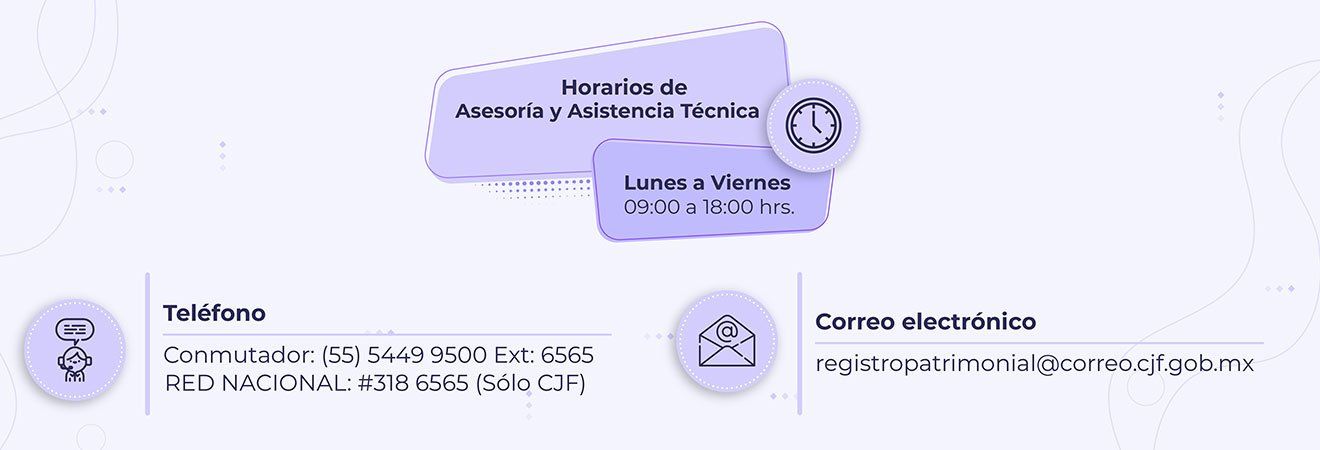 Horarios de
Asesoría y Asistencia Técnica
Lunes a Viernes
09:00 a 18:00 hrs.
Teléfono
Conmutador: (55) 5449 9500 Ext: 6565
RED NACIONAL: #318 6565 (Sólo CJF)
@
Correo electrónico
registropatrimonial@correo.cjf.gob.mx